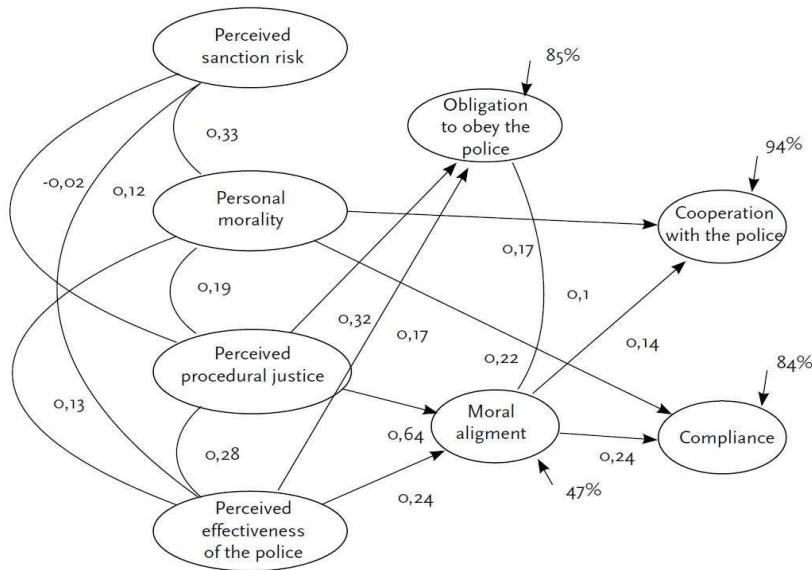 Perceived
sanction risk
85%
Obligation
to obey the
police
0,33
94%
-0,02
0,12
Personal
morality
Cooperation
with the police
0,17
0,19
0,1
0,32
0,17
0,14
Perceived
procedural justice
0,22
84%
0,13
Moral
aligment
0,64
Compliance
0,28
0,24
47%
0,24
Perceived
effectiveness
of the police